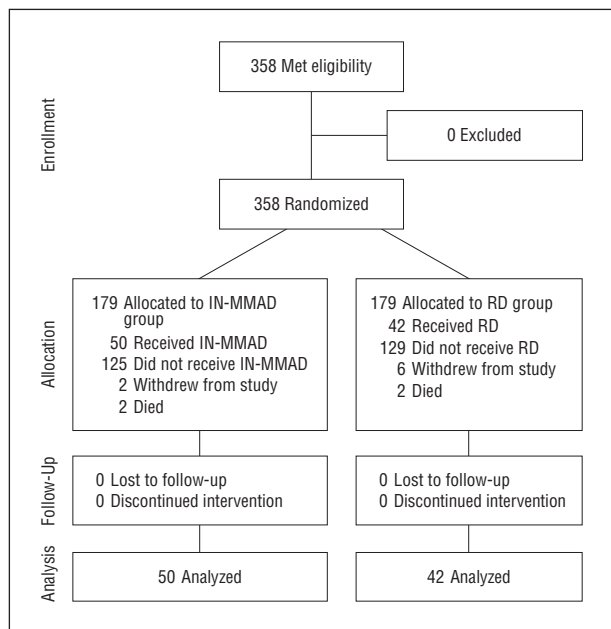 Enrollment
358 Met eligibility
0 Excluded
358 Randomized
Allocation
179 Allocated to IN-MMAD
group
50 Received IN-MMAD
125 Did not receive IN-MMAD
2 Withdrew from study
2 Died
179 Allocated to RD group
42 Received RD
129 Did not receive RD
6 Withdrew from study
2 Died
Follow-Up
0 Lost to follow-up
0 Discontinued intervention
0 Lost to follow-up
0 Discontinued intervention
Analysis
50 Analyzed
42 Analyzed